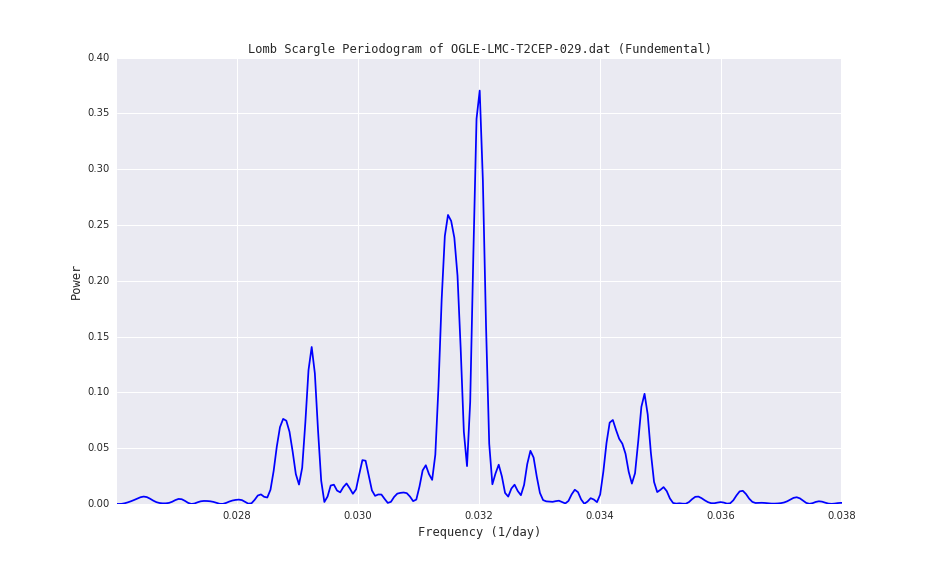 Lomb Scargle Periodogram of OGLE-LMC-T2CEP-029.dat (Fundemental)
0.40
0.35
0.30
0.25
0.20
0.15
0.10
0.05
0.00
Power
0.028 0.030 0.032 0.034 0.036 0.038
Frequency (1/day)